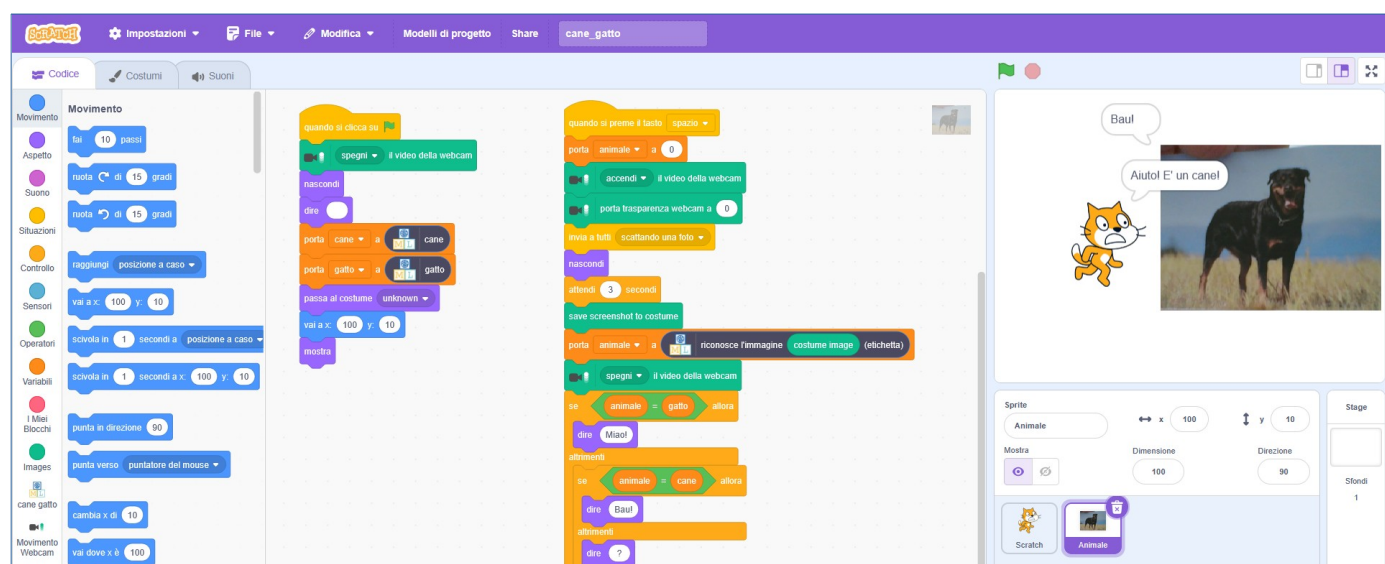 SCRATCH Impostazioni File Modifica Modelli di progetto Share cane_gatto
Codice Costumi Suoni
Movimento
Aspetto
Suono
Situazioni
Controllo
Sensori
Operatori
Variabili
I Miei
Blocchi
Images
ML
cane gatto
Movimento
Webcam
Movimento
fai 10 passi
ruota di 15 gradi
ruota di 15 gradi
raggiungi posizione a caso
vai a x: 100 y: 10
scivola in 1 secondi a posizione a caso
scivola in 1 secondi a x: 100 y: 10
punta in direzione 90
punta verso puntatore del mouse
cambia x di 10
vai dove x è 100
quando si clicca su
spegni il video della webcam
nascondi
dire
porta cane a ML cane
porta gatto a ML gatto
passa al costume unknown
vai a x: 100 y: 10
mostra
quando si preme il tasto spazio
porta animale a 0
accendi il video della webcam
porta trasparenza webcam a 0
invia a tutti scattando una foto
nascondi
attendi 3 secondi
save screenshot to costume
porta animale a ML riconosce l'immagine costume image (etichetta)
spegni il video della webcam
se animale = gatto allora
dire Miao!
altrimenti
se animale = cane allora
dire Bau!
altrimenti
dire ?
Bau!
Aiuto! E' un cane!
Sprite
Animale
x 100
y 10
Mostra
Dimensione
100
Direzione
90
Scratch
Animale
Stage
Sfondi
1